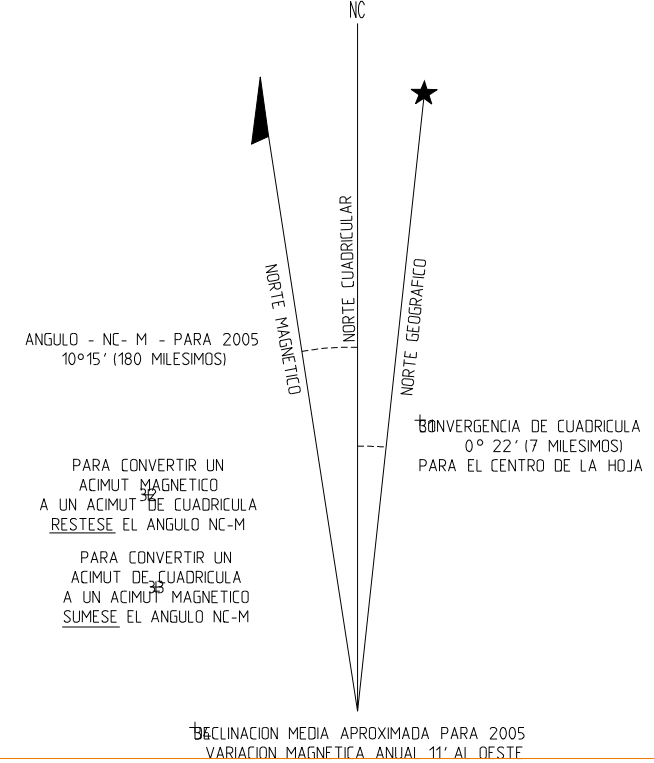 NC
NORTE MAGNETICO
NORTE CUADRICULAR
NORTE GEOGRAFICO
ANGULO - NC- M - PARA 2005
10°15' (180 MILESIMOS)
CONVERGENCIA DE CUADRICULA
0° 22' (7 MILESIMOS)
PARA EL CENTRO DE LA HOJA
PARA CONVERTIR UN
ACIMUT MAGNETICO
32
A UN ACIMUT DE CUADRICULA
RESTESE EL ANGULO NC-M
PARA CONVERTIR UN
ACIMUT DE CUADRICULA
33
A UN ACIMUT MAGNETICO
SUMESE EL ANGULO NC-M
DECLINACION MEDIA APROXIMADA PARA 2005
VARIACION MAGNETICA ANUAL 11' AL OESTE